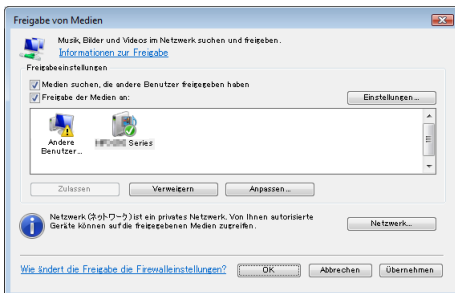 Freigabe von Medien
Musik, Bilder und Videos im Netzwerk suchen und freigeben.
Informationen zur Freigabe
Freigabeeinstellungen
Medien suchen, die andere Benutzer freigegeben haben
Freigabe der Medien an:
Einstellungen...
Andere
Benutzer...
Series
Zulassen
Verweigern
Anpassen...
Netzwerk (ネットワーク) ist ein privates Netzwerk. Von Ihnen autorisierte
Geräte können auf die freigegebenen Medien zugreifen.
Netzwerk...
Wie ändert die Freigabe die Firewalleinstellungen?
OK
Abbrechen
Übernehmen